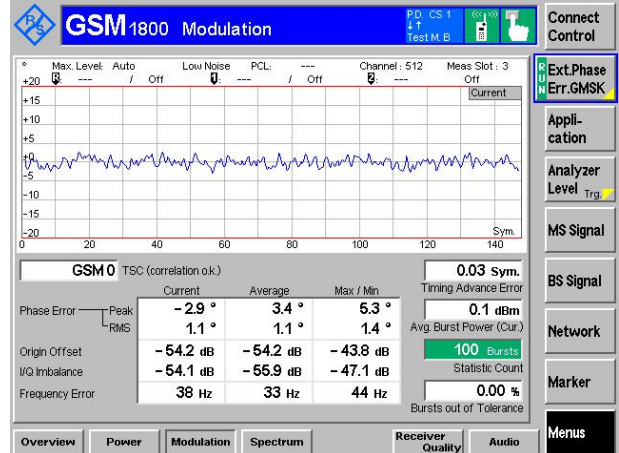 R S
GSM 1800 Modulation
P.D. CS 1
Test M. B
Connect
Control
° Max. Level: Auto Low Noise PCL: --- Channel : 512 Meas Slot : 3
--- / Off --- / Off --- Off
Current
+20
+15
+10
+5
+0
-5
-10
-15
-20
Sym.
0 20 40 60 80 100 120 140
RUN
Ext.Phase
Err.GMSK
Appli-
cation
Analyzer
Level Trg.
MS Signal
BS Signal
Network
Marker
Menus
GSM 0 TSC (correlation o.k.)
0.03 Sym.
Timing Advance Error
Current Average Max / Min
Phase Error Peak - 2.9 ° 3.4 ° 5.3 °
RMS 1.1 ° 1.1 ° 1.4 °
0.1 dBm
Avg. Burst Power (Cur.)
Origin Offset - 54.2 dB - 54.2 dB - 43.8 dB
I/Q Imbalance - 54.1 dB - 55.9 dB - 47.1 dB
Frequency Error 38 Hz 33 Hz 44 Hz
100 Bursts
Statistic Count
0.00 %
Bursts out of Tolerance
Overview Power Modulation Spectrum Receiver Quality Audio